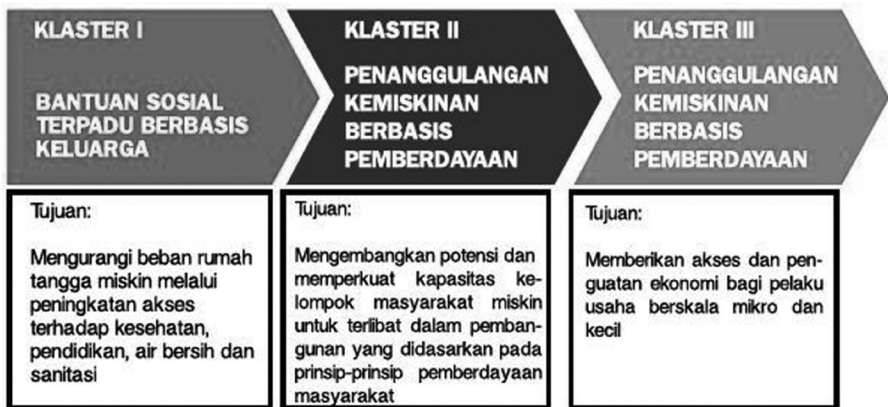 KLASTER I
BANTUAN SOSIAL
TERPADU BERBASIS
KELUARGA
KLASTER II
PENANGGULANGAN
KEMISKINAN
BERBASIS
PEMBERDAYAAN
KLASTER III
PENANGGULANGAN
KEMISKINAN
BERBASIS
PEMBERDAYAAN
Tujuan:
Mengurangi beban rumah
tangga miskin melalui
peningkatan akses
terhadap kesehatan,
pendidikan, air bersih dan
sanitasi
Tujuan:
Mengembangkan potensi dan
memperkuat kapasitas ke-
lompok masyarakat miskin
untuk terlibat dalam pemban-
gunan yang didasarkan pada
prinsip-prinsip pemberdayaan
masyarakat
Tujuan:
Memberikan akses dan pen-
guatan ekonomi bagi pelaku
usaha berskala mikro dan
kecil